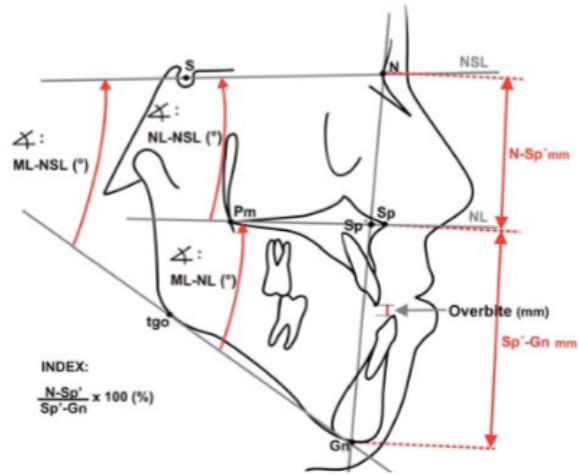 S
N
NSL
∡:
ML-NSL (°)
∡:
NL-NSL (°)
N-Sp´mm
Pm
Sp´
Sp
NL
∡:
ML-NL (°)
Overbite (mm)
tgo
Sp´-Gn mm
INDEX:
N-Sp'
Sp'-Gn
x 100 (%)
Gn